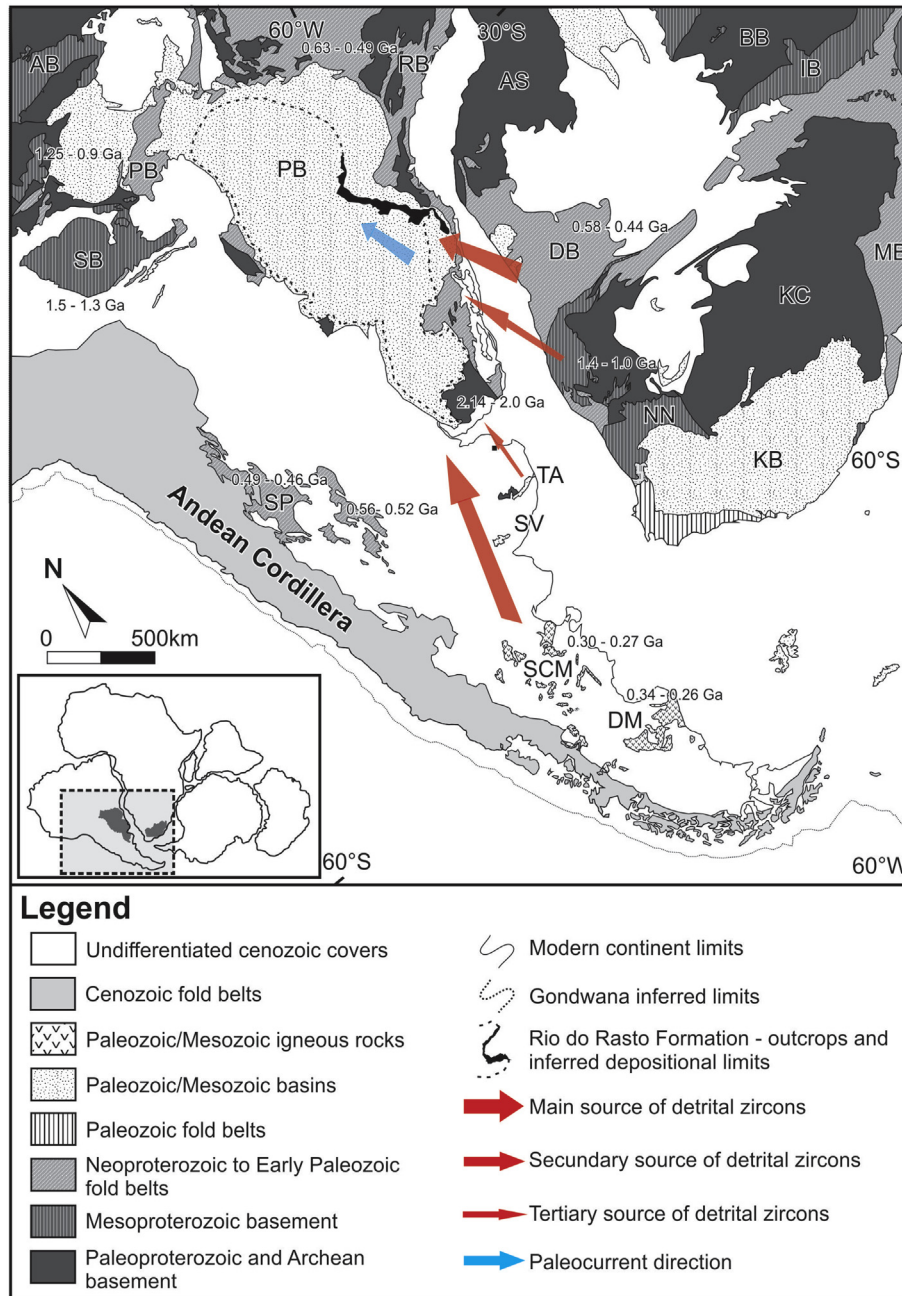 60°W
30°S
0.63 - 0.49 Ga
AB
RB
AS
BB
IB
1.25 - 0.9 Ga
PB
PB
SB
1.5 - 1.3 Ga
DB
0.58 - 0.44 Ga
MB
KC
1.4 - 1.0 Ga
2.14 - 2.0 Ga
NN
KB
60°S
TA
SV
0.49 - 0.46 Ga
SP
0.56- 0.52 Ga
Andean Cordillera
N
0 500km
0.30 - 0.27 Ga
SCM
0.34 - 0.26 Ga
DM
60°S
60°W
Legend
Undifferentiated cenozoic covers
Cenozoic fold belts
Paleozoic/Mesozoic igneous rocks
Paleozoic/Mesozoic basins
Paleozoic fold belts
Neoproterozoic to Early Paleozoic
fold belts
Mesoproterozoic basement
Paleoproterozoic and Archean
basement
Modern continent limits
Gondwana inferred limits
Rio do Rasto Formation - outcrops and
inferred depositional limits
Main source of detrital zircons
Secundary source of detrital zircons
Tertiary source of detrital zircons
Paleocurrent direction